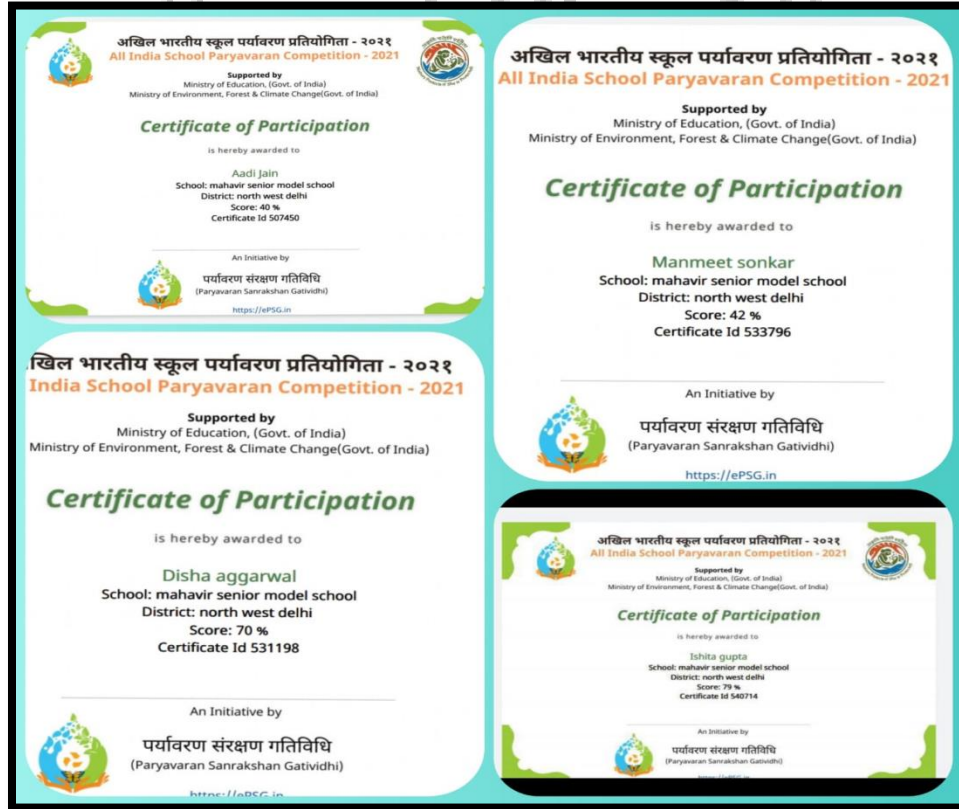 अखिल भारतीय स्कूल पर्यावरण प्रतियोगिता - २०२१
All India School Paryavaran Competition - 2021
Supported by
Ministry of Education, (Govt. of India)
Ministry of Environment, Forest & Climate Change(Govt. of India)
Certificate of Participation
is hereby awarded to
Aadi Jain
School: mahavir senior model school
District: north west delhi
Score: 40 %
Certificate Id 507450
An Initiative by
पर्यावरण संरक्षण गतिविधि
(Paryavaran Sanrakshan Gatividhi)
https://ePSG.in
अखिल भारतीय स्कूल पर्यावरण प्रतियोगिता - २०२१
All India School Paryavaran Competition - 2021
Supported by
Ministry of Education, (Govt. of India)
Ministry of Environment, Forest & Climate Change(Govt. of India)
Certificate of Participation
is hereby awarded to
Manmeet sonkar
School: mahavir senior model school
District: north west delhi
Score: 42 %
Certificate Id 533796
An Initiative by
पर्यावरण संरक्षण गतिविधि
(Paryavaran Sanrakshan Gatividhi)
https://ePSG.in
खिल भारतीय स्कूल पर्यावरण प्रतियोगिता - २०२१
India School Paryavaran Competition - 2021
Supported by
Ministry of Education, (Govt. of India)
Ministry of Environment, Forest & Climate Change(Govt. of India)
Certificate of Participation
is hereby awarded to
Disha aggarwal
School: mahavir senior model school
District: north west delhi
Score: 70 %
Certificate Id 531198
An Initiative by
पर्यावरण संरक्षण गतिविधि
(Paryavaran Sanrakshan Gatividhi)
https://ePSG.in
अखिल भारतीय स्कूल पर्यावरण प्रतियोगिता - २०२१
All India School Paryavaran Competition - 2021
Supported by
Ministry of Education, (Govt. of India)
Ministry of Environment, Forest & Climate Change(Govt. of India)
Certificate of Participation
is hereby awarded to
Ishita gupta
School: mahavir senior model school
District: north west delhi
Score: 79 %
Certificate Id 540714
An Initiative by
पर्यावरण संरक्षण गतिविधि
(Paryavaran Sanrakshan Gatividhi)